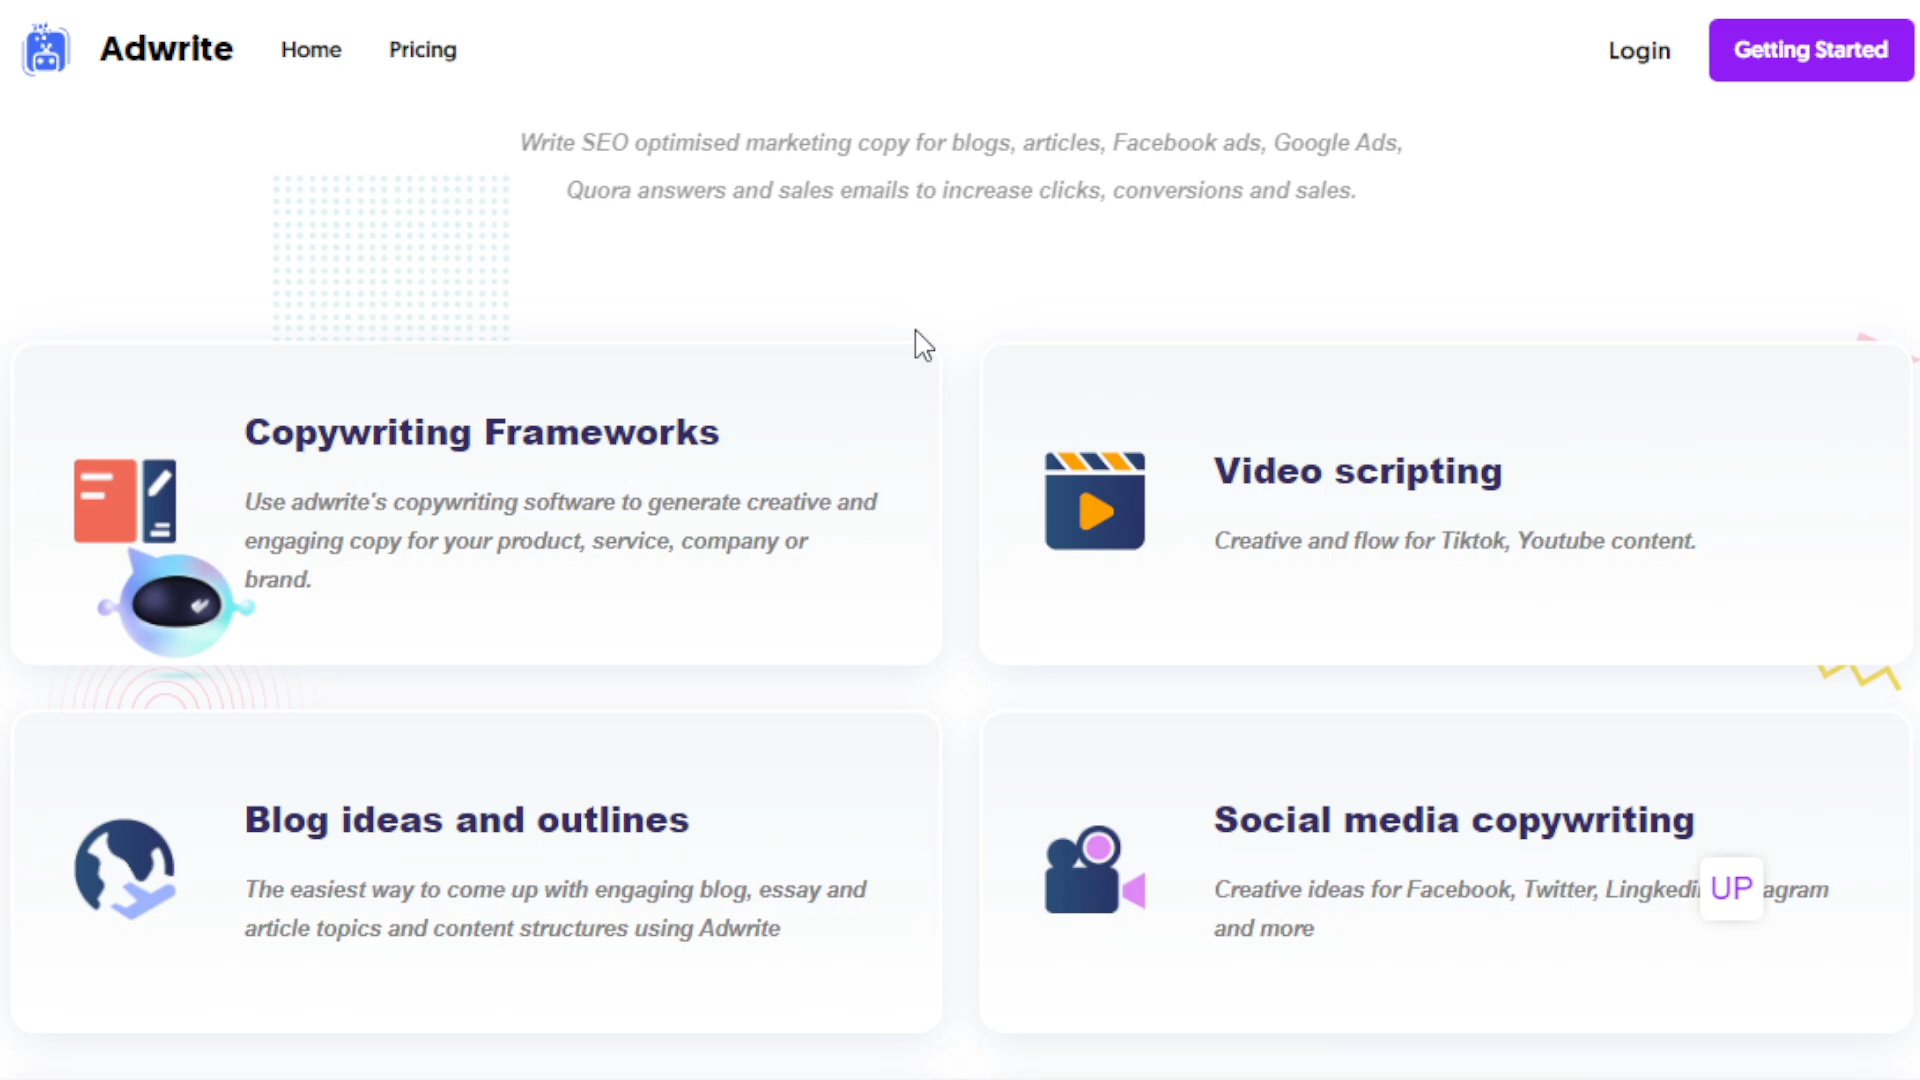 Adwrite
Home
Pricing
Login
Getting Started
Write SEO optimised marketing copy for blogs, articles, Facebook ads, Google Ads,
Quora answers and sales emails to increase clicks, conversions and sales.
Copywriting Frameworks
Use adwrite's copywriting software to generate creative and
engaging copy for your product, service, company or
brand.
Video scripting
Creative and flow for Tiktok, Youtube content.
Blog ideas and outlines
The easiest way to come up with engaging blog, essay and
article topics and content structures using Adwrite
Social media copywriting
Creative ideas for Facebook, Twitter,
and more
UP